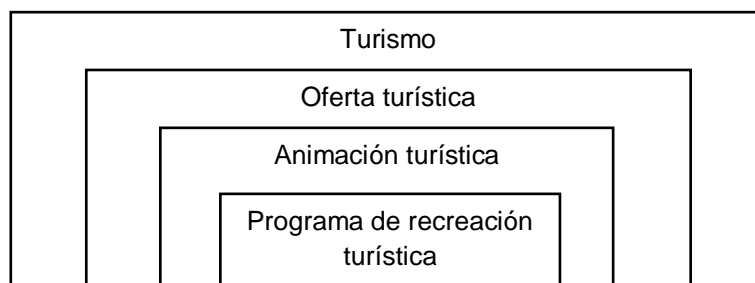 Turismo
Oferta turística
Animación turística
Programa de recreación
turística